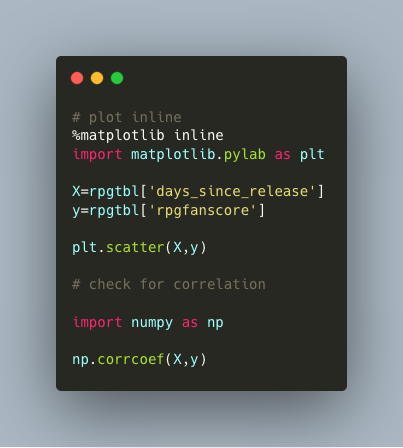 # plot inline
%matplotlib inline
import matplotlib.pylab as plt
X=rpgtbl['days_since_release']
y=rpgtbl['rpgfanscore']
plt.scatter(X,y)
# check for correlation
import numpy as np
np.corrcoef(X,y)